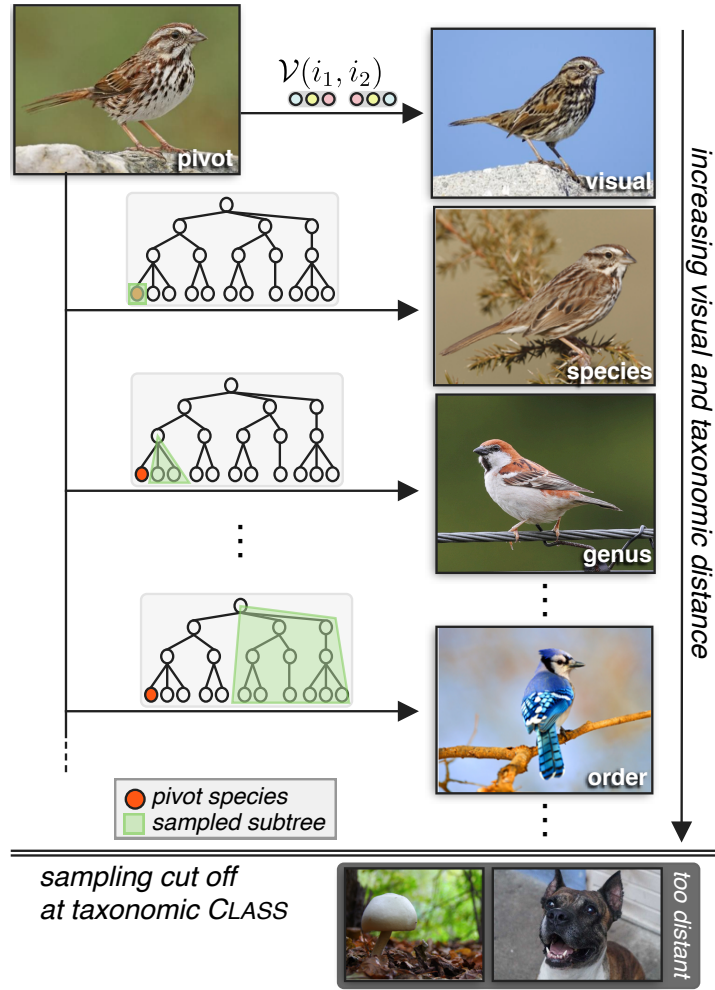 pivot
𝒱(i₁, i₂)
visual
species
genus
order
increasing visual and taxonomic distance
pivot species
sampled subtree
sampling cut off
at taxonomic CLASS
too distant